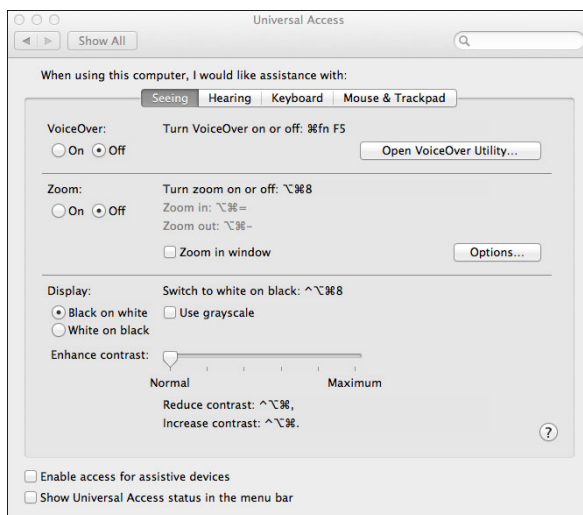 Universal Access
Show All
When using this computer, I would like assistance with:
Seeing Hearing Keyboard Mouse & Trackpad
VoiceOver: Turn VoiceOver on or off: ⌘fn F5
On Off Open VoiceOver Utility...
Zoom: Turn zoom on or off: ⌥⌘8
On Off Zoom in: ⌥⌘=
Zoom out: ⌥⌘-
Zoom in window Options...
Display: Switch to white on black: ^⌥⌘8
Black on white Use grayscale
White on black
Enhance contrast:
Normal Maximum
Reduce contrast: ^⌥⌘,
Increase contrast: ^⌥⌘.
?
Enable access for assistive devices
Show Universal Access status in the menu bar